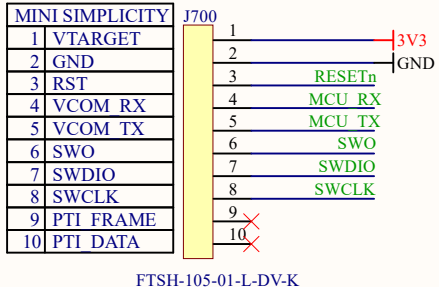 MINI SIMPLICITY J700
1 VTARGET 1 3V3
2 GND 2 GND
3 RST 3 RESETn
4 VCOM_RX 4 MCU_RX
5 VCOM_TX 5 MCU_TX
6 SWO 6 SWO
7 SWDIO 7 SWDIO
8 SWCLK 8 SWCLK
9 PTI_FRAME 9
10 PTI_DATA 10
FTSH-105-01-L-DV-K